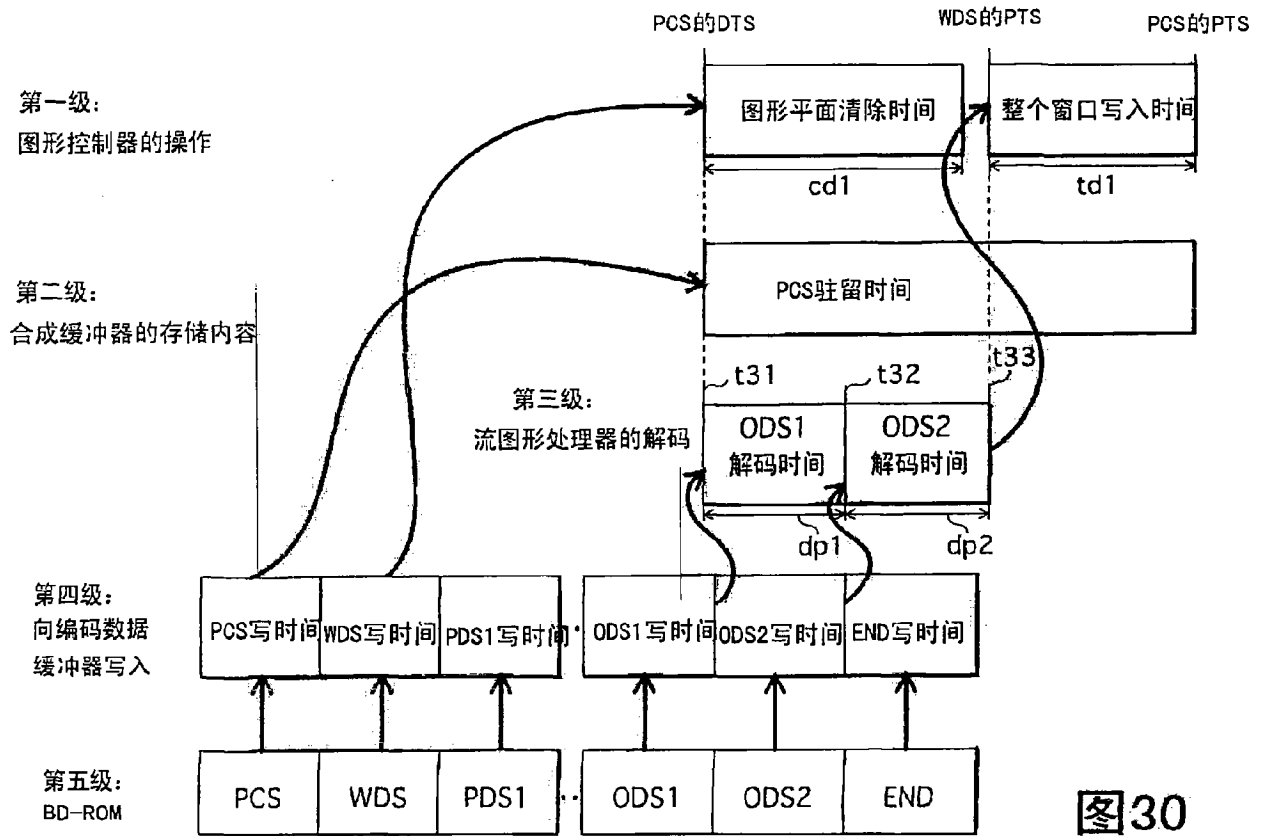 PCS的DTS
WDS的PTS
PCS的PTS
第一级：
图形控制器的操作
图形平面清除时间
整个窗口写入时间
cd1
td1
第二级：
合成缓冲器的存储内容
PCS驻留时间
t31
t32
t33
第三级：
流图形处理器的解码
ODS1
解码时间
ODS2
解码时间
dp1
dp2
第四级：
向编码数据
缓冲器写入
PCS写时间
WDS写时间
PDS1写时间
ODS1写时间
ODS2写时间
END写时间
第五级：
BD-ROM
PCS
WDS
PDS1
ODS1
ODS2
END
图30